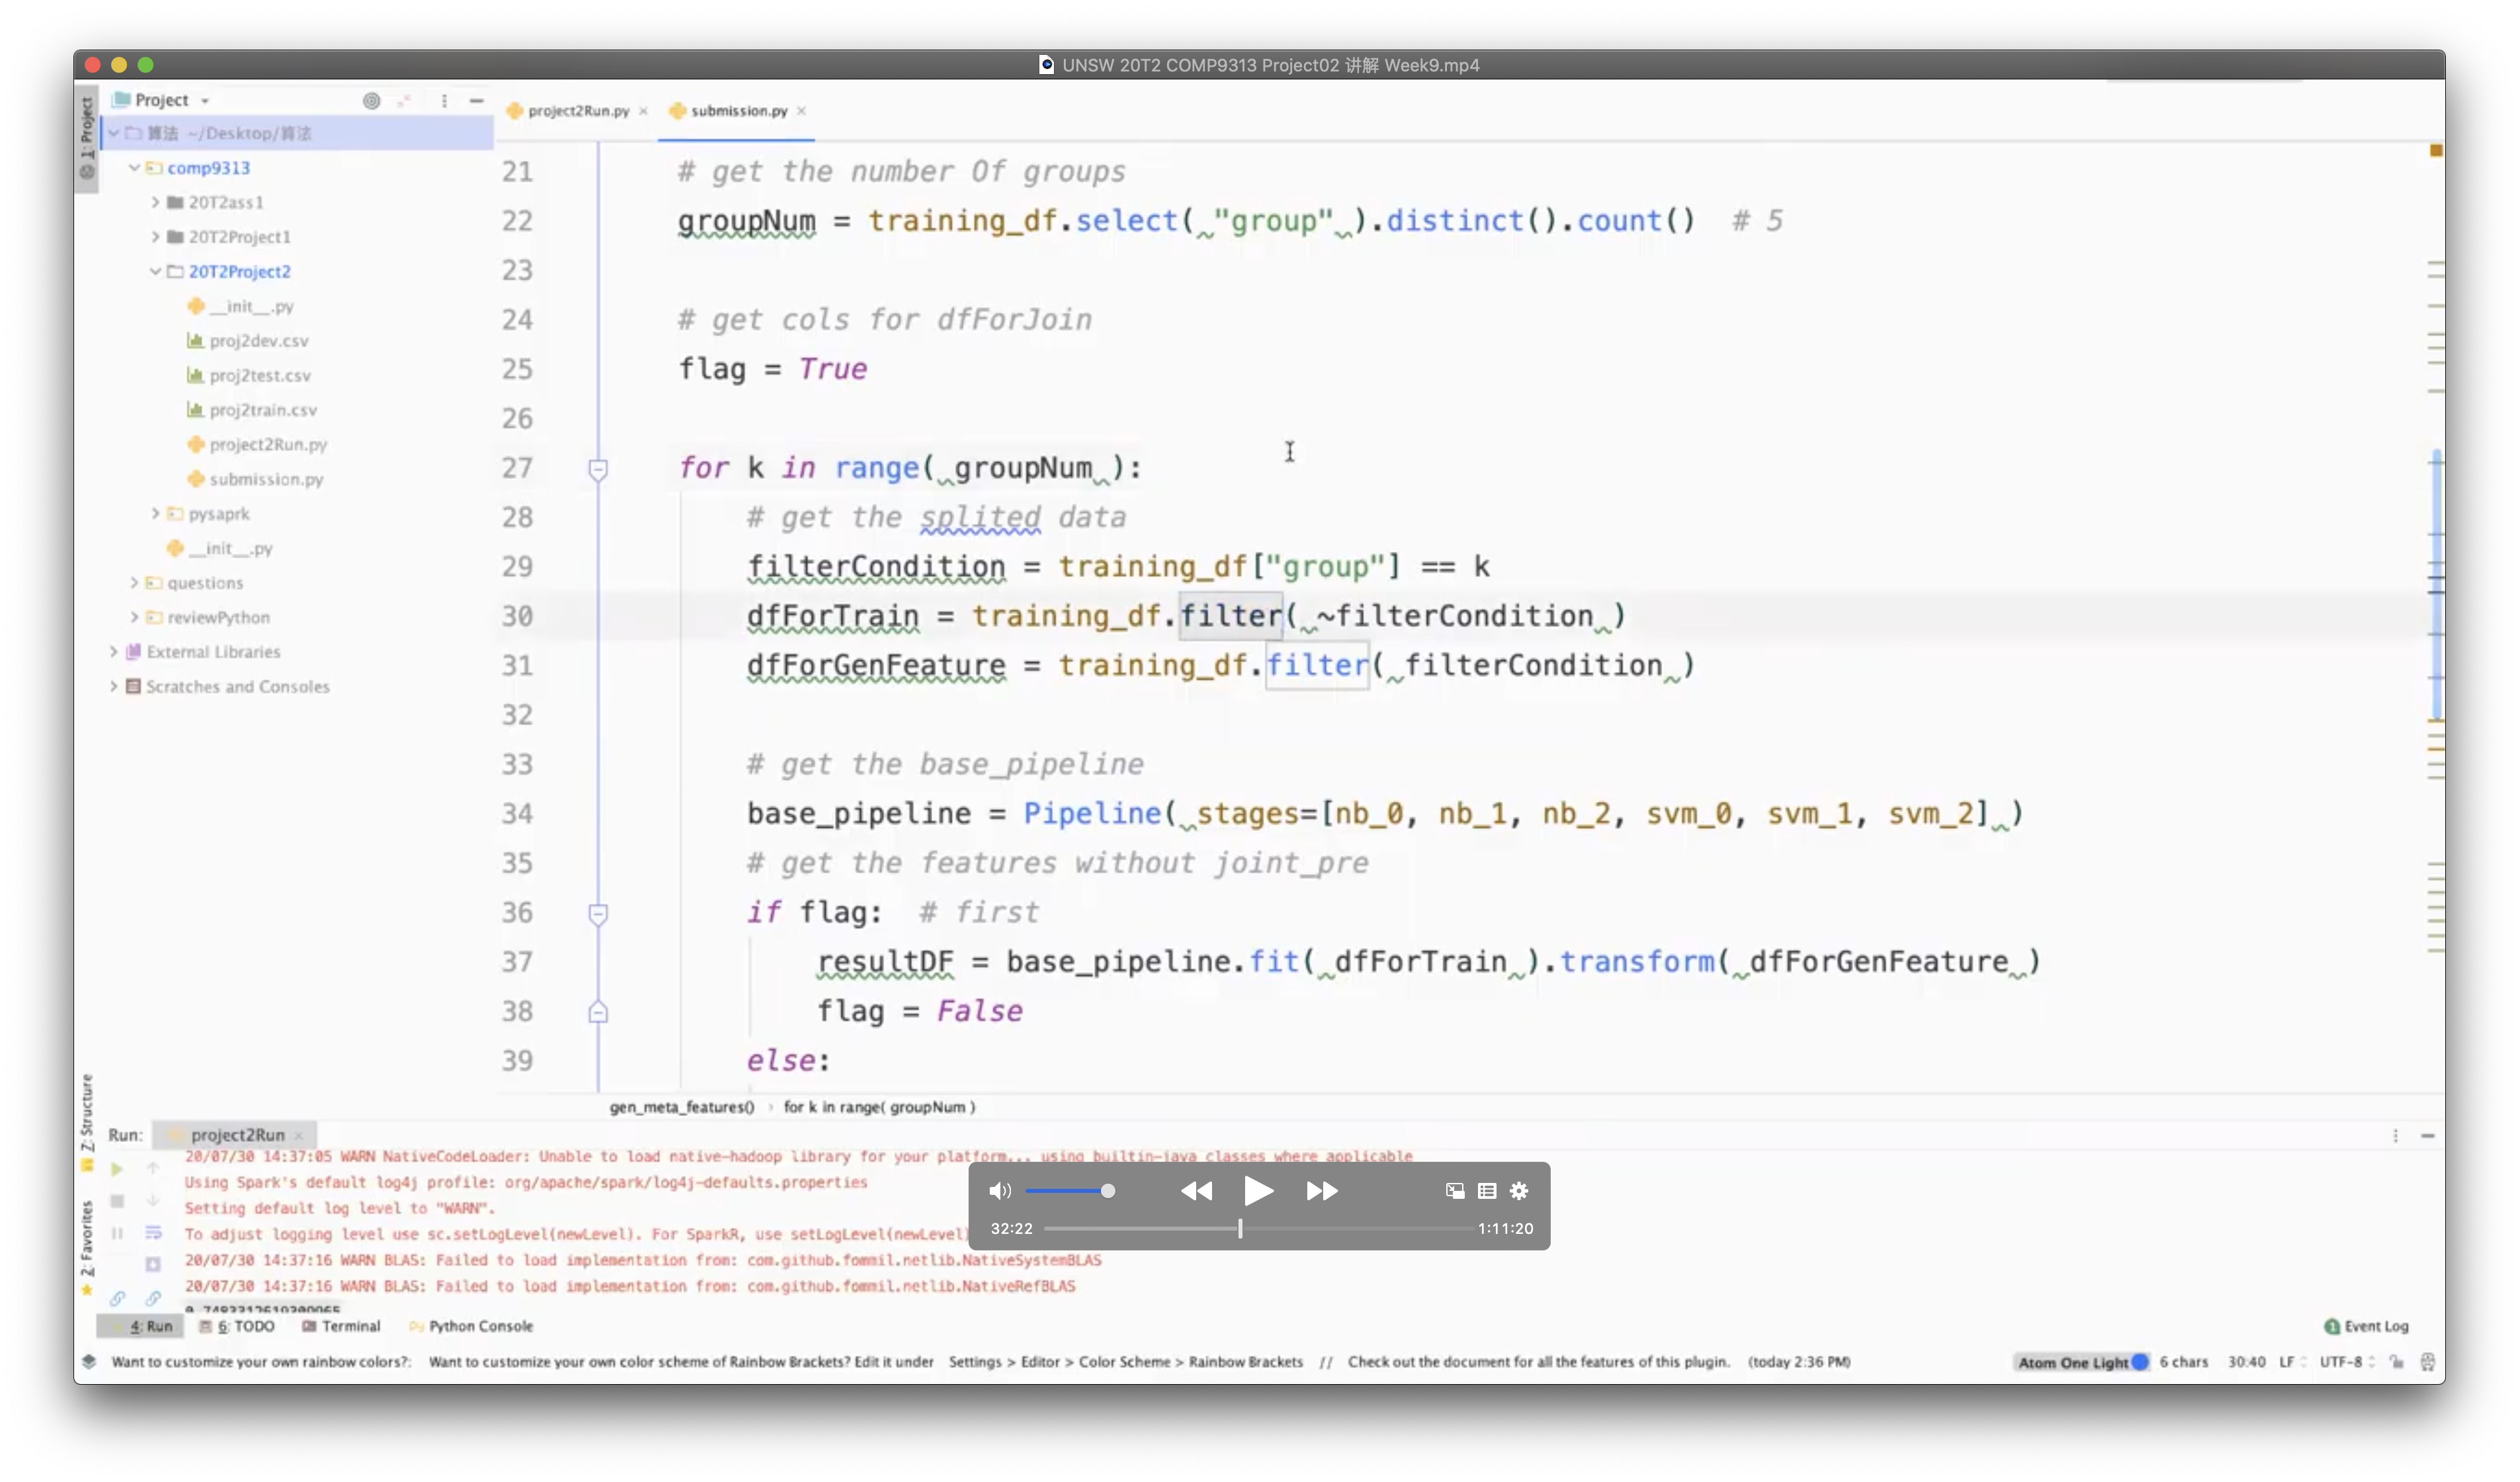 UNSW 20T2 COMP9313 Project02 讲解 Week9.mp4
1: Project
Project
算法 ~/Desktop/算法
comp9313
20T2ass1
20T2Project1
20T2Project2
__init__.py
proj2dev.csv
proj2test.csv
proj2train.csv
project2Run.py
submission.py
pysaprk
__init__.py
questions
reviewPython
External Libraries
Scratches and Consoles
project2Run.py
submission.py
21 # get the number Of groups
22 groupNum = training_df.select( "group" ).distinct().count() # 5
23
24 # get cols for dfForJoin
25 flag = True
26
27 for k in range( groupNum ):
28 # get the splited data
29 filterCondition = training_df["group"] == k
30 dfForTrain = training_df.filter( ~filterCondition )
31 dfForGenFeature = training_df.filter( filterCondition )
32
33 # get the base_pipeline
34 base_pipeline = Pipeline( stages=[nb_0, nb_1, nb_2, svm_0, svm_1, svm_2] )
35 # get the features without joint_pre
36 if flag: # first
37 resultDF = base_pipeline.fit( dfForTrain ).transform( dfForGenFeature )
38 flag = False
39 else:
gen_meta_features() › for k in range( groupNum )
Z: Structure
2: Favorites
Run: project2Run
20/07/30 14:37:05 WARN NativeCodeLoader: Unable to load native-hadoop library for your platform... using builtin-java classes where applicable
Using Spark's default log4j profile: org/apache/spark/log4j-defaults.properties
Setting default log level to "WARN".
To adjust logging level use sc.setLogLevel(newLevel). For SparkR, use setLogLevel(newLevel)
20/07/30 14:37:16 WARN BLAS: Failed to load implementation from: com.github.fommil.netlib.NativeSystemBLAS
20/07/30 14:37:16 WARN BLAS: Failed to load implementation from: com.github.fommil.netlib.NativeRefBLAS
32:22
1:11:20
4: Run
6: TODO
Terminal
Python Console
1 Event Log
Want to customize your own rainbow colors?: Want to customize your own color scheme of Rainbow Brackets? Edit it under Settings > Editor > Color Scheme > Rainbow Brackets // Check out the document for all the features of this plugin. (today 2:36 PM)
Atom One Light
6 chars
30:40
LF
UTF-8